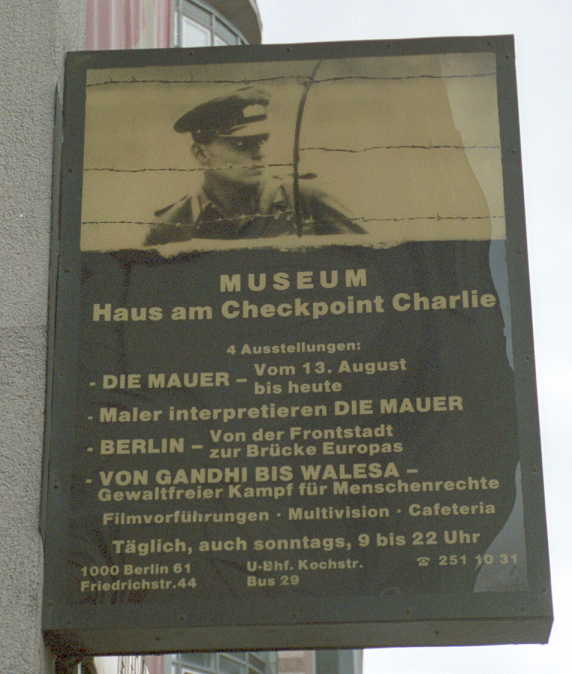 MUSEUM
Haus am Checkpoint Charlie
4 Ausstellungen:
- DIE MAUER – Vom 13. August
bis heute
- Maler interpretieren DIE MAUER
- BERLIN – Von der Frontstadt
zur Brücke Europas
- VON GANDHI BIS WALESA –
Gewaltfreier Kampf für Menschenrechte
Filmvorführungen · Multivision · Cafeteria
Täglich, auch sonntags, 9 bis 22 Uhr
1000 Berlin 61 U-Bhf. Kochstr. ☎ 251 10 31
Friedrichstr. 44 Bus 29